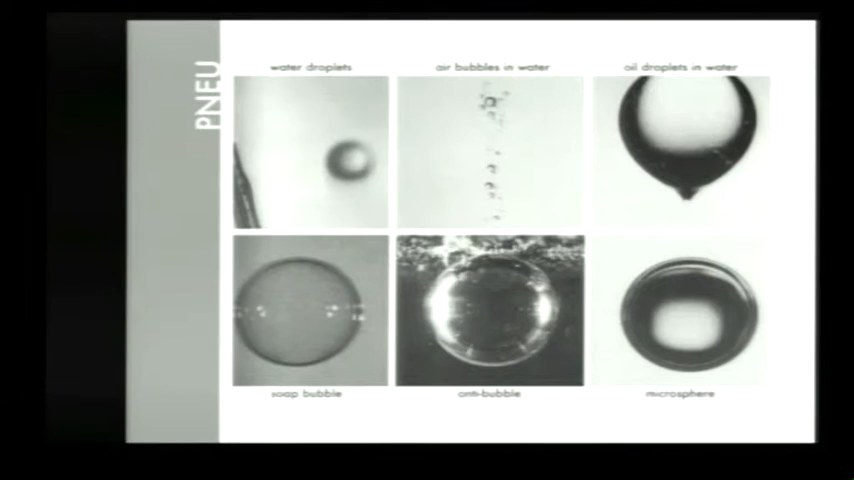 PNEU
water droplets
air bubbles in water
oil droplets in water
soap bubble
anti-bubble
microsphere